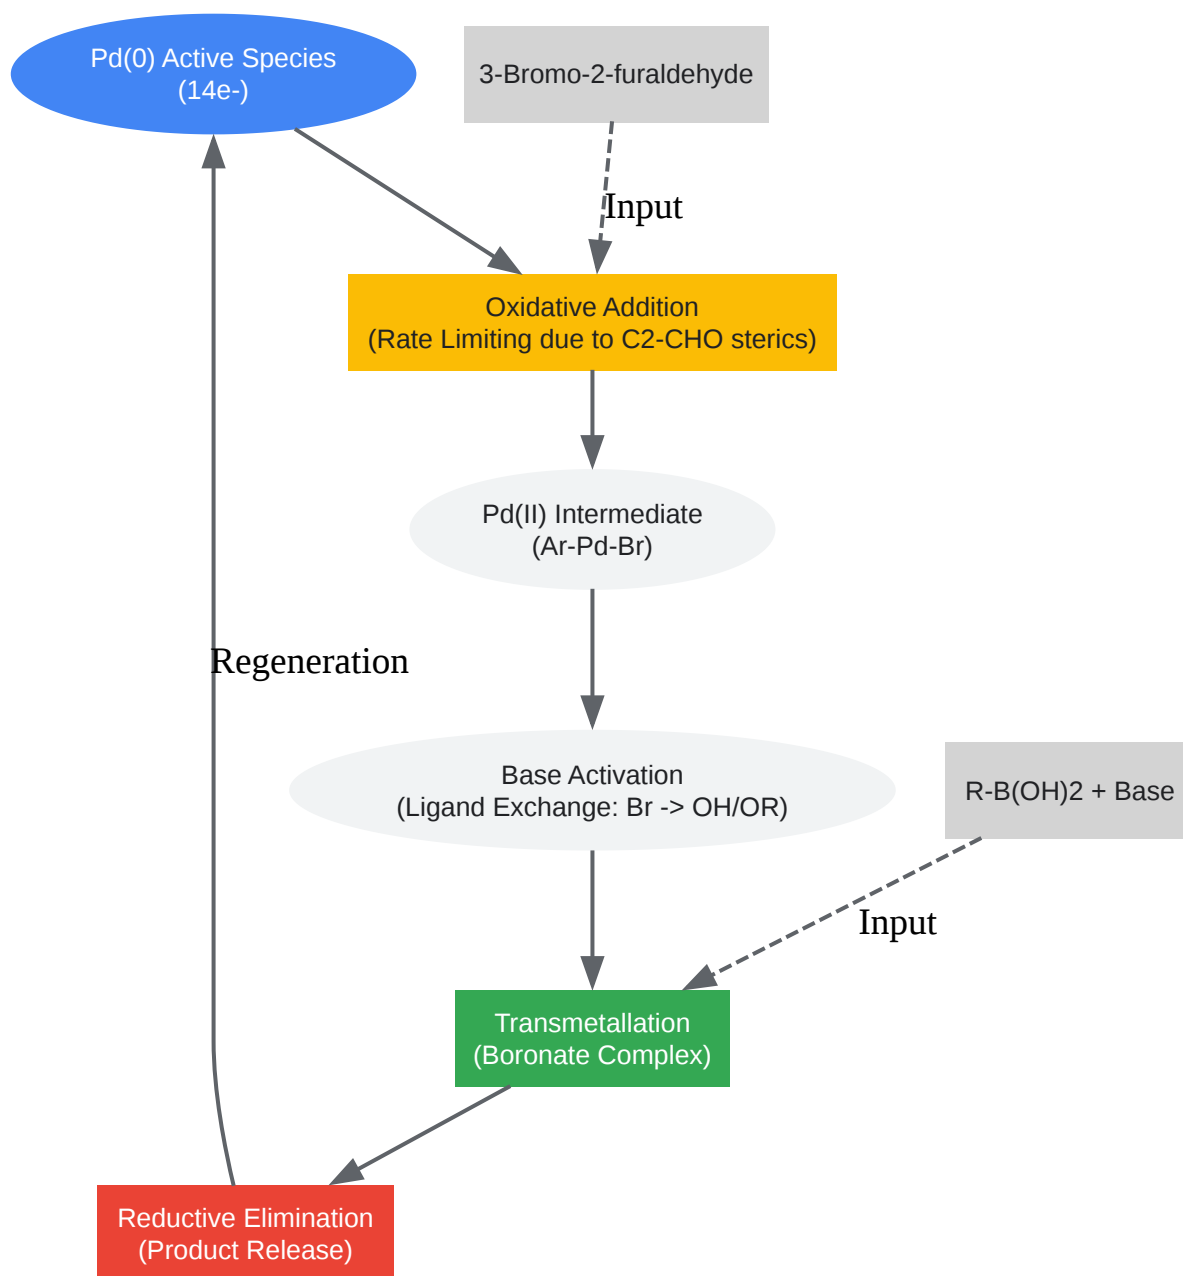 Pd(0) Active Species
(14e-)
3-Bromo-2-furaldehyde
Input
Oxidative Addition
(Rate Limiting due to C2-CHO sterics)
Pd(II) Intermediate
(Ar-Pd-Br)
Regeneration
Base Activation
(Ligand Exchange: Br -> OH/OR)
R-B(OH)2 + Base
Input
Transmetallation
(Boronate Complex)
Reductive Elimination
(Product Release)